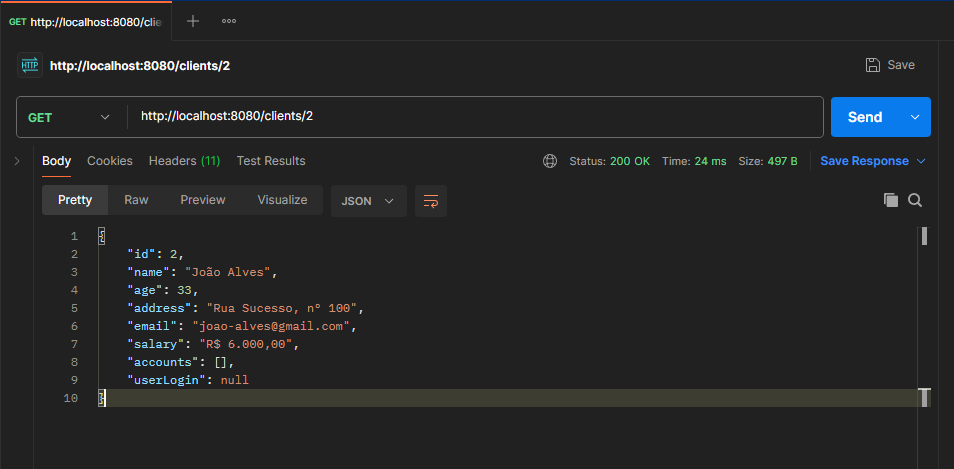 GET http://localhost:8080/clie
HTTP http://localhost:8080/clients/2 Save
GET http://localhost:8080/clients/2 Send
Body Cookies Headers (11) Test Results Status: 200 OK Time: 24 ms Size: 497 B Save Response
Pretty Raw Preview Visualize JSON
1 {
2 "id": 2,
3 "name": "João Alves",
4 "age": 33,
5 "address": "Rua Sucesso, nº 100",
6 "email": "joao-alves@gmail.com",
7 "salary": "R$ 6.000,00",
8 "accounts": [],
9 "userLogin": null
10 }